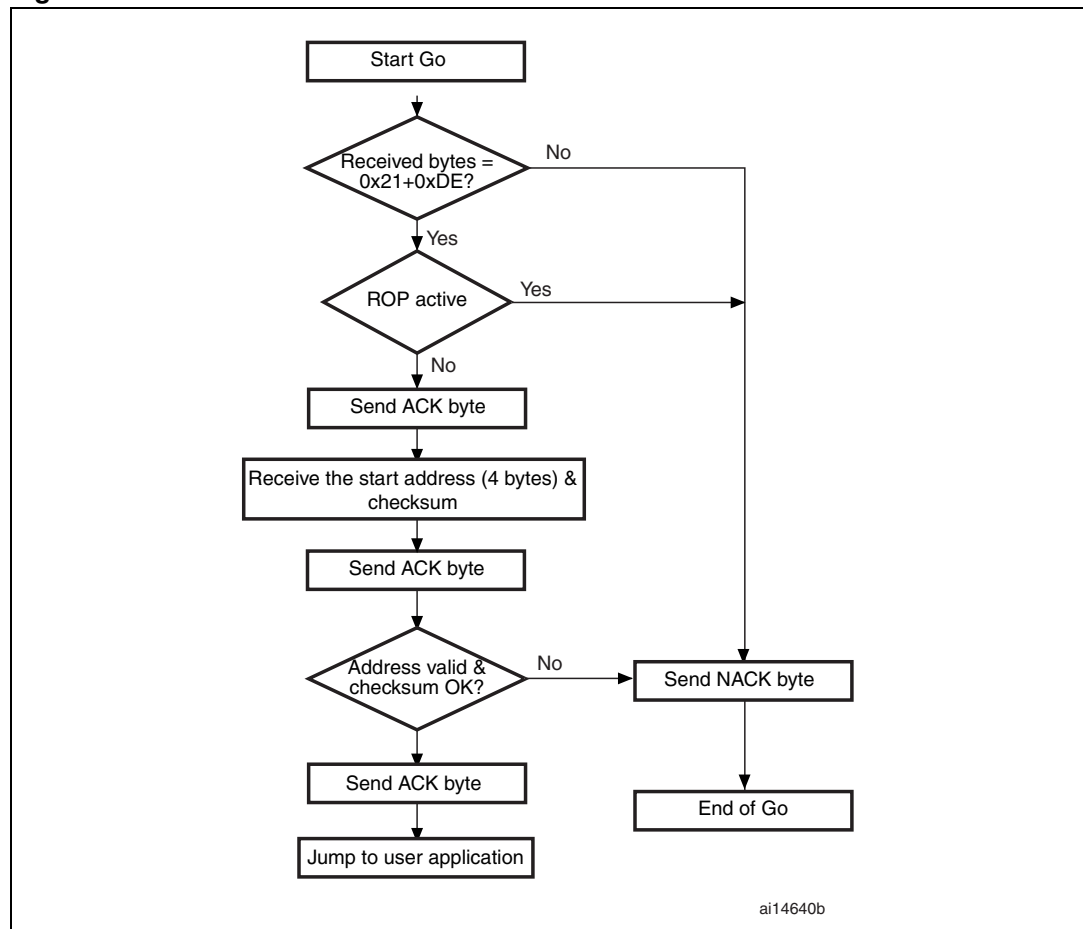 Start Go
Received bytes =
0x21+0xDE?
No
Yes
ROP active
Yes
No
Send ACK byte
Receive the start address (4 bytes) &
checksum
Send ACK byte
Address valid &
checksum OK?
No
Send NACK byte
Send ACK byte
End of Go
Jump to user application
ai14640b